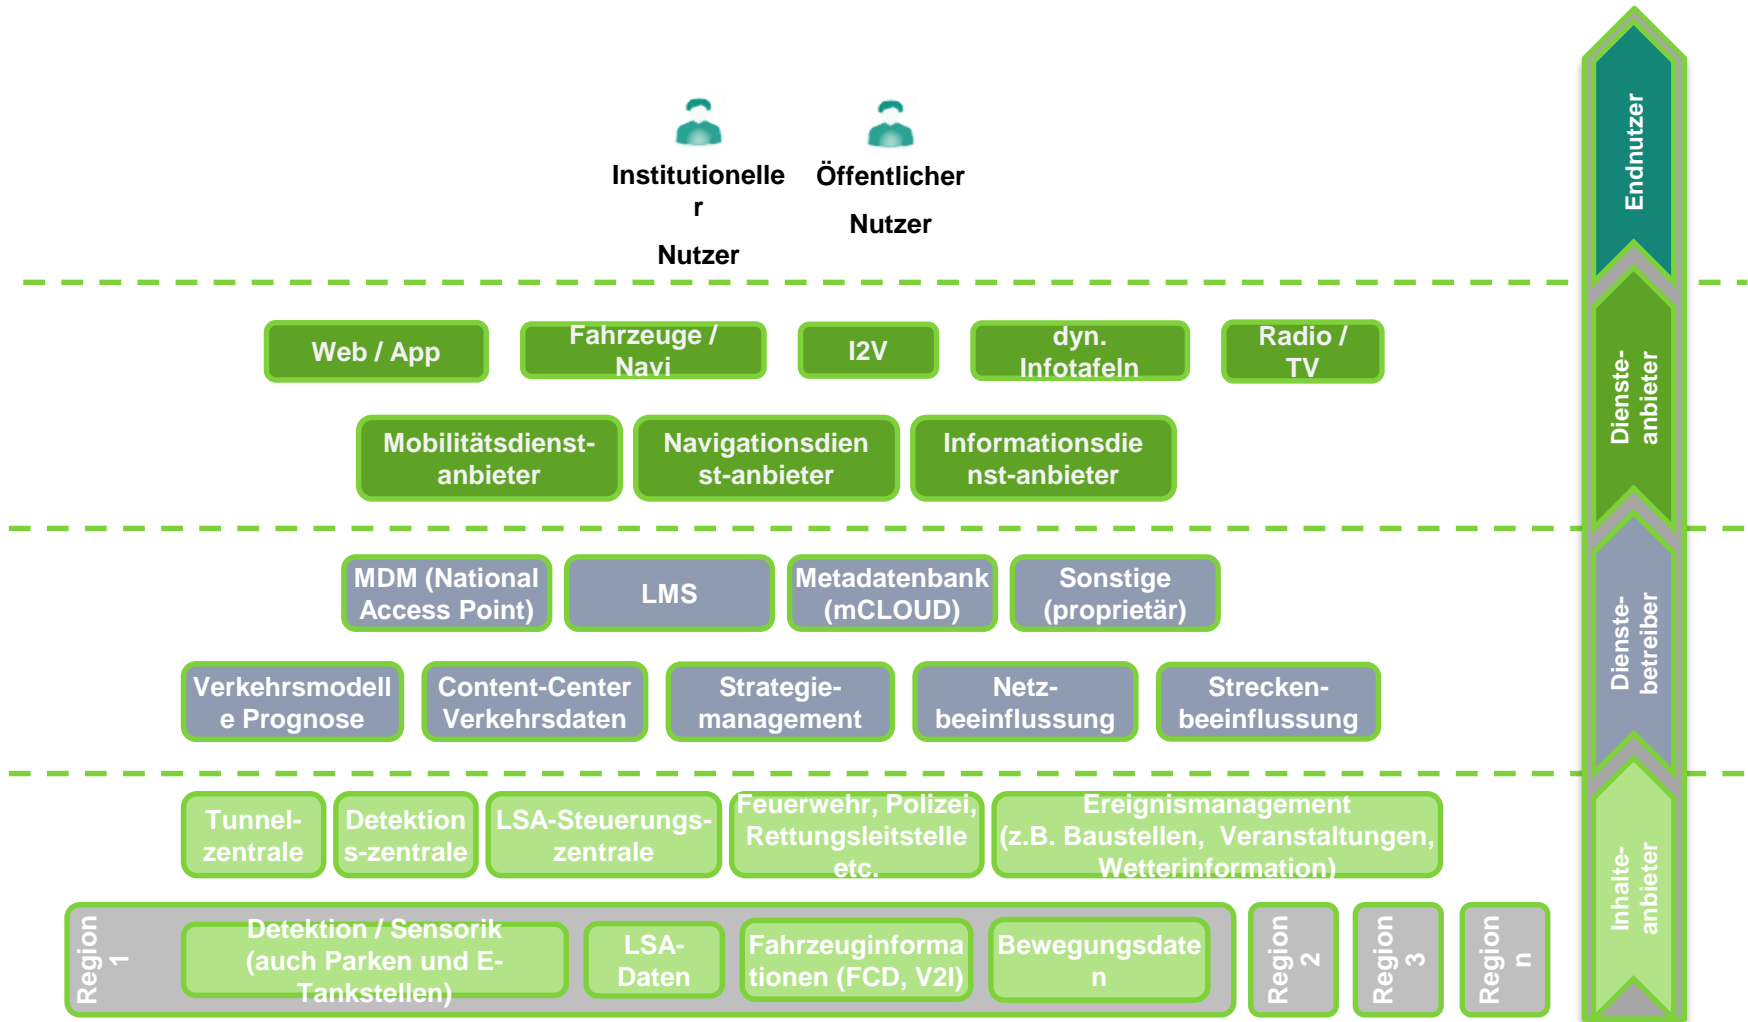 Institutionelle
r
Nutzer
Öffentlicher
Nutzer
Endnutzer
Web / App
Fahrzeuge /
Navi
I2V
dyn.
Infotafeln
Radio /
TV
Mobilitätsdienst-
anbieter
Navigationsdien
st-anbieter
Informationsdie
nst-anbieter
Dienste-
anbieter
MDM (National
Access Point)
LMS
Metadatenbank
(mCLOUD)
Sonstige
(proprietär)
Verkehrsmodell
e Prognose
Content-Center
Verkehrsdaten
Strategie-
management
Netz-
beeinflussung
Strecken-
beeinflussung
Dienste-
betreiber
Tunnel-
zentrale
Detektion
s-zentrale
LSA-Steuerungs-
zentrale
Feuerwehr, Polizei,
Rettungsleitstelle
etc.
Ereignismanagement
(z.B. Baustellen, Veranstaltungen,
Wetterinformation)
Region
1
Detektion / Sensorik
(auch Parken und E-
Tankstellen)
LSA-
Daten
Fahrzeuginforma
tionen (FCD, V2I)
Bewegungsdate
n
Region
2
Region
3
Region
n
Inhalte-
anbieter